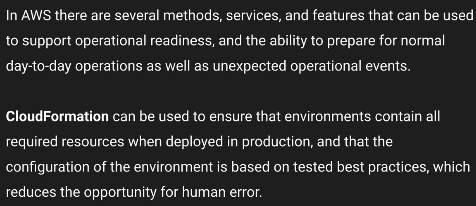 In AWS there are several methods, services, and features that can be used
to support operational readiness, and the ability to prepare for normal
day-to-day operations as well as unexpected operational events.
CloudFormation can be used to ensure that environments contain all
required resources when deployed in production, and that the
configuration of the environment is based on tested best practices, which
reduces the opportunity for human error.